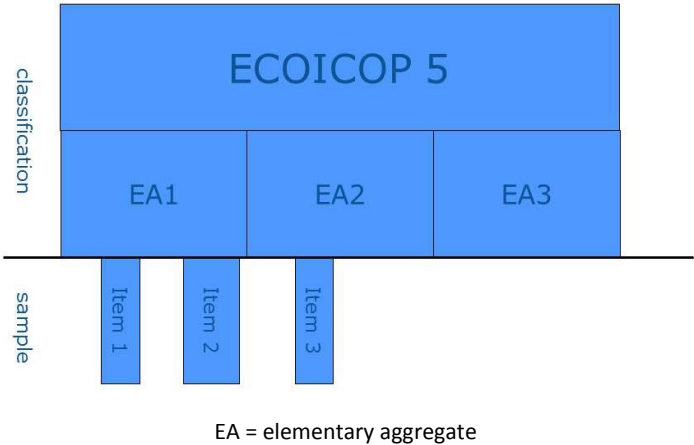 classification
ECOICOP 5
EA1
EA2
EA3
sample
Item 1
Item 2
Item 3
EA = elementary aggregate